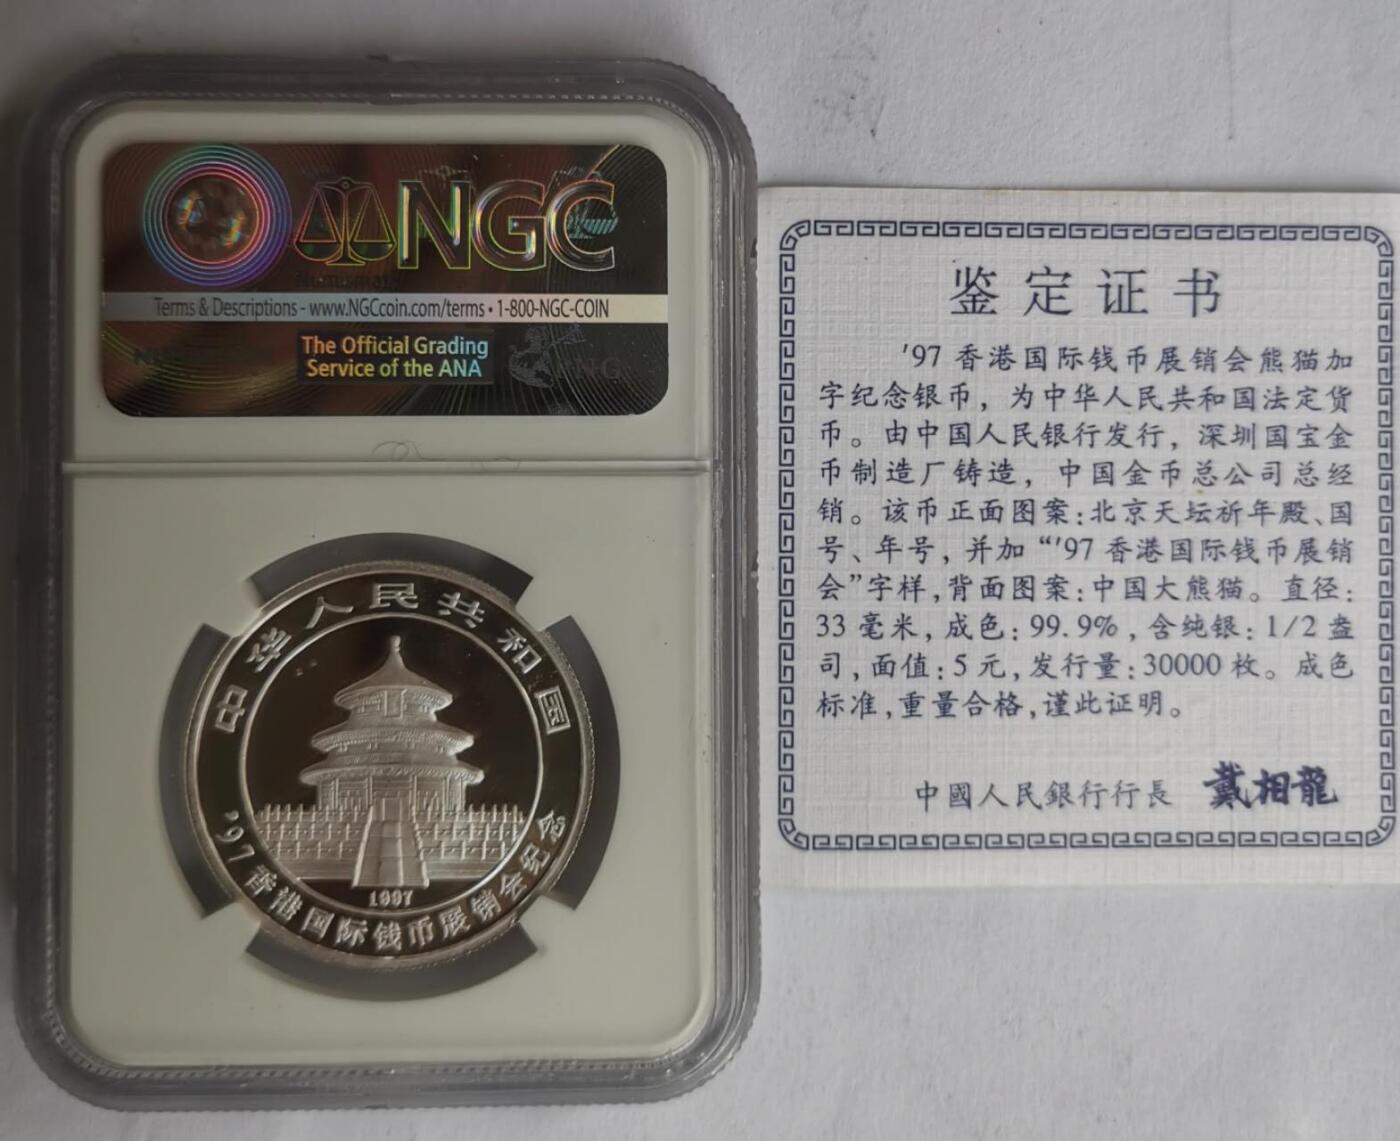 NGC
Numismat
Terms & Descriptions - www.NGCcoin.com/terms • 1-800-NGC-COIN
The Official Grading
Service of the ANA
中华人民共和国
1997
'97香港国际钱币展销会纪念
鉴定证书
'97香港国际钱币展销会熊猫加
字纪念银币，为中华人民共和国法定货
币。由中国人民银行发行，深圳国宝金
币制造厂铸造，中国金币总公司总经
销。该币正面图案:北京天坛祈年殿、国
号、年号，并加“'97香港国际钱币展销
会”字样,背面图案:中国大熊猫。直径:
33毫米,成色:99.9%,含纯银:1/2盎
司,面值:5元,发行量:30000枚。成色
标准,重量合格,谨此证明。
中國人民銀行行長 戴相龍